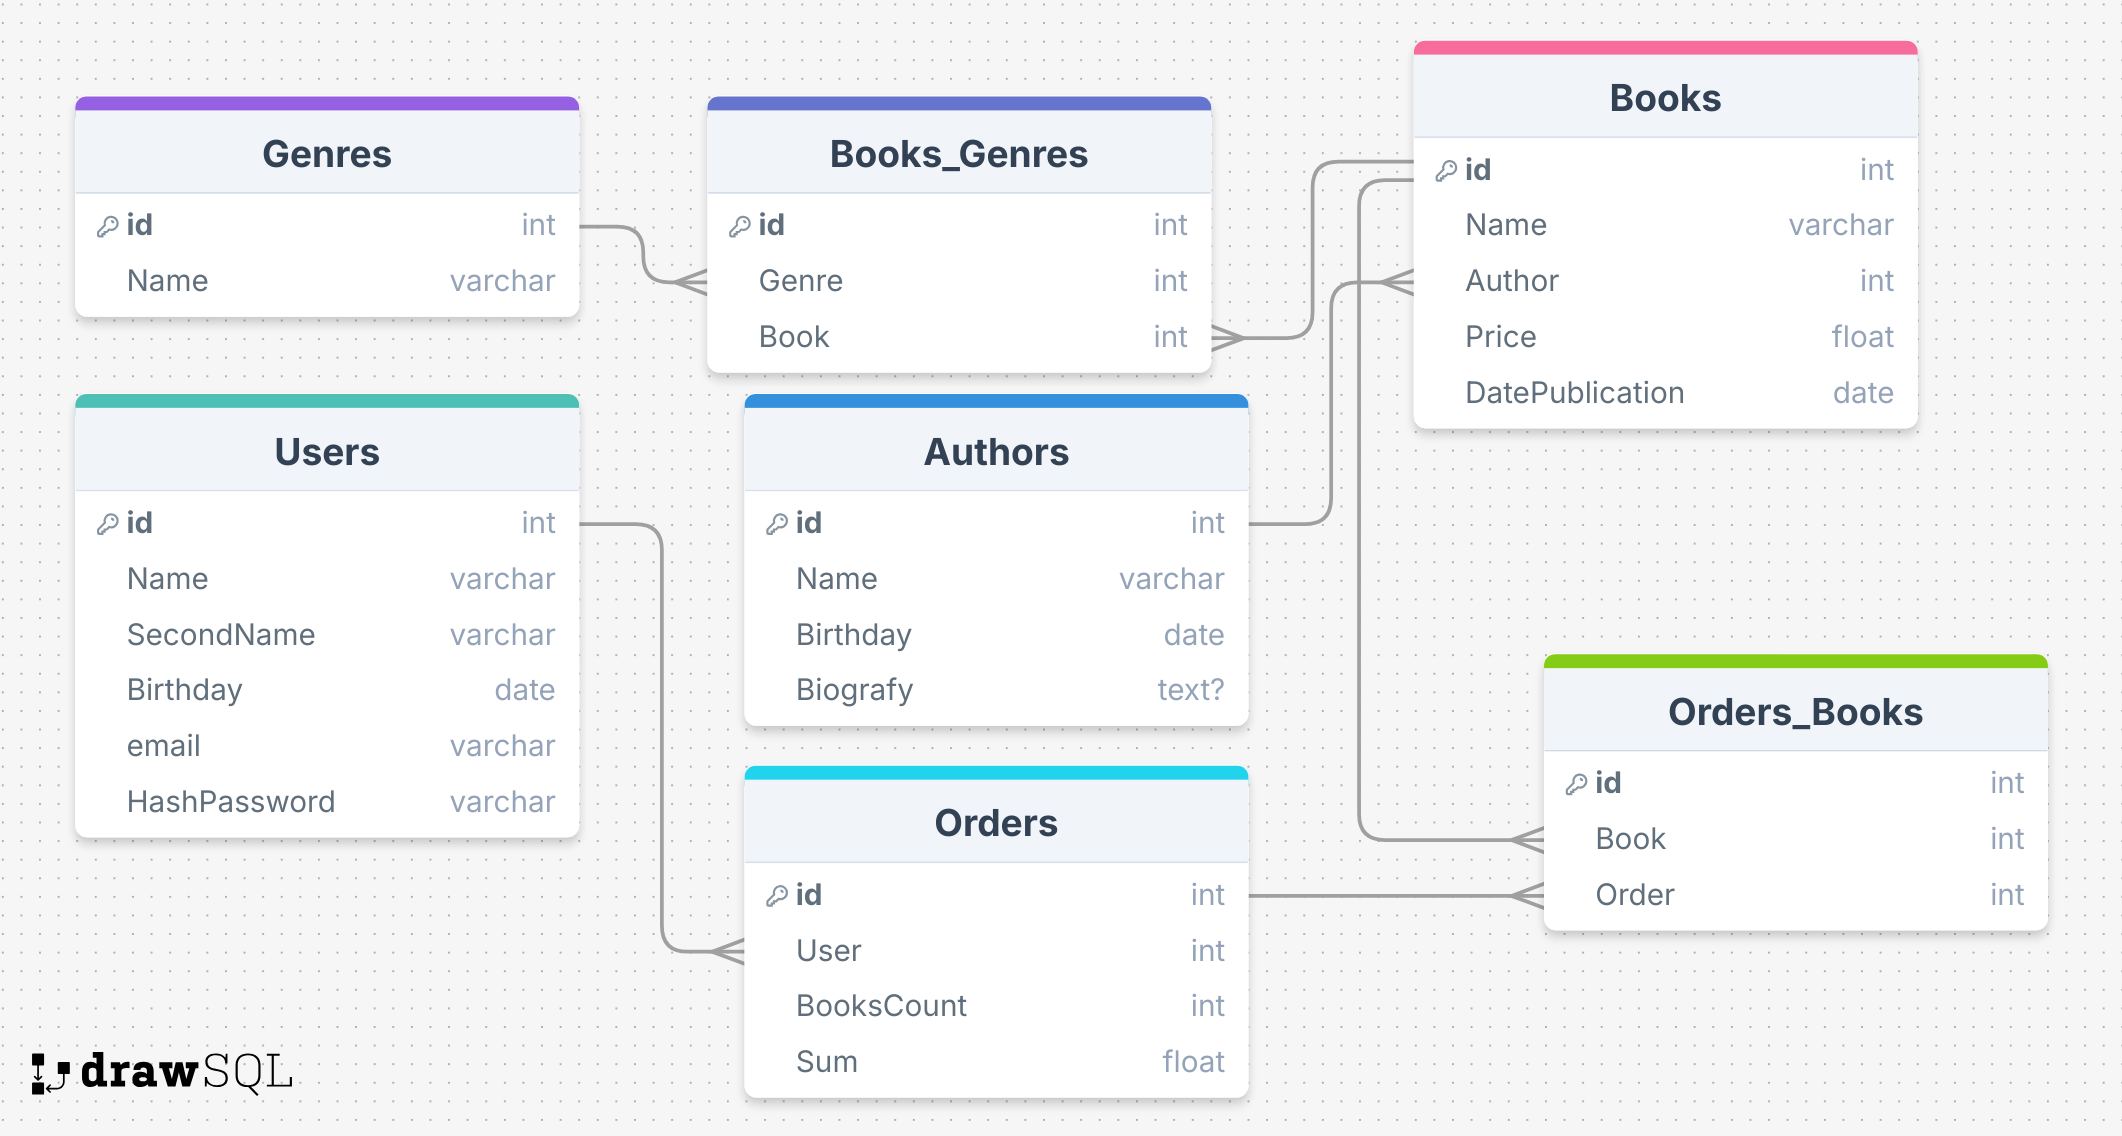 Genres
id int
Name varchar
Books_Genres
id int
Genre int
Book int
Books
id int
Name varchar
Author int
Price float
DatePublication date
Users
id int
Name varchar
SecondName varchar
Birthday date
email varchar
HashPassword varchar
Authors
id int
Name varchar
Birthday date
Biografy text?
Orders
id int
User int
BooksCount int
Sum float
Orders_Books
id int
Book int
Order int
drawSQL